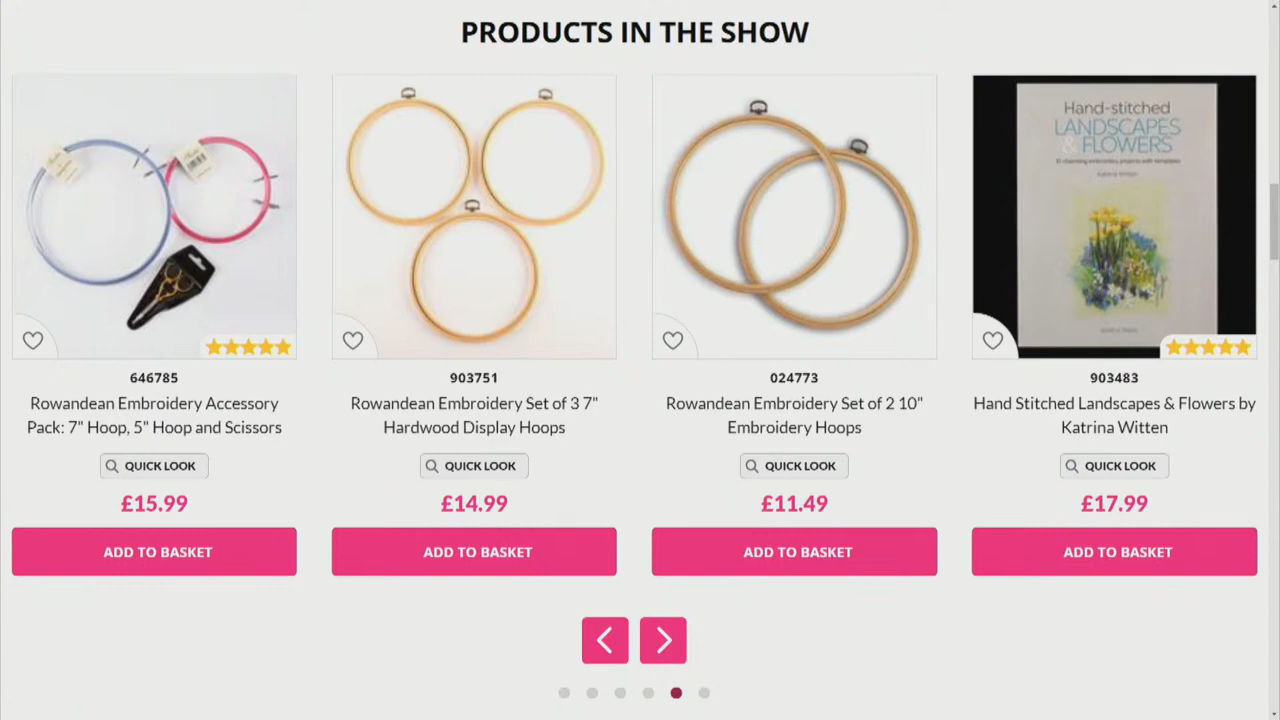 PRODUCTS IN THE SHOW
Hand-stitched
LANDSCAPES
& FLOWERS
Katrina Witten
646785
903751
024773
903483
Rowandean Embroidery Accessory
Pack: 7" Hoop, 5" Hoop and Scissors
Rowandean Embroidery Set of 3 7"
Hardwood Display Hoops
Rowandean Embroidery Set of 2 10"
Embroidery Hoops
Hand Stitched Landscapes & Flowers by
Katrina Witten
QUICK LOOK
QUICK LOOK
QUICK LOOK
QUICK LOOK
£15.99
£14.99
£11.49
£17.99
ADD TO BASKET
ADD TO BASKET
ADD TO BASKET
ADD TO BASKET